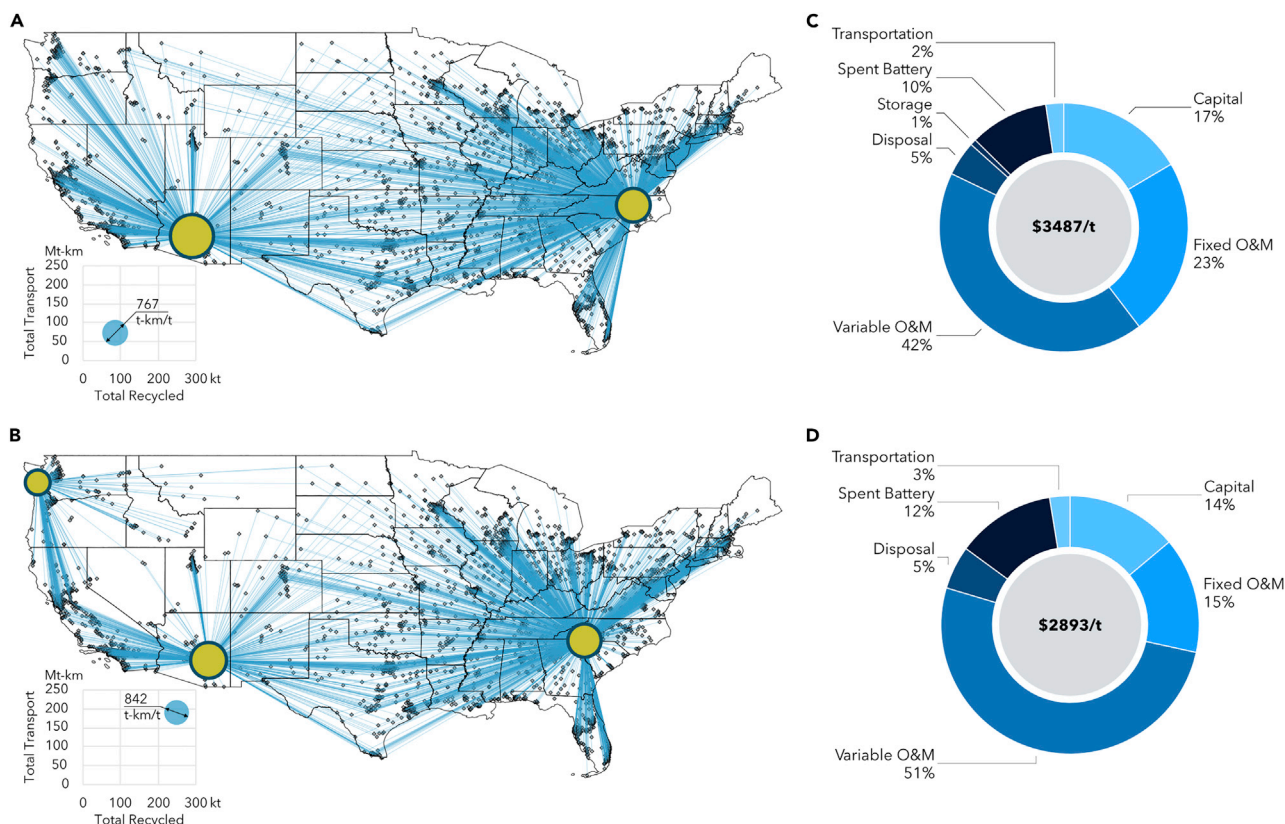 A
Mt-km
250
200
150
100
50
0
Total Transport
767
t-km/t
0 100 200 300 kt
Total Recycled
C
Transportation
2%
Spent Battery
10%
Storage
1%
Disposal
5%
Capital
17%
$3487/t
Fixed O&M
23%
Variable O&M
42%
B
Mt-km
250
200
150
100
50
0
Total Transport
842
t-km/t
0 100 200 300 kt
Total Recycled
D
Transportation
3%
Spent Battery
12%
Disposal
5%
Capital
14%
Fixed O&M
15%
$2893/t
Variable O&M
51%